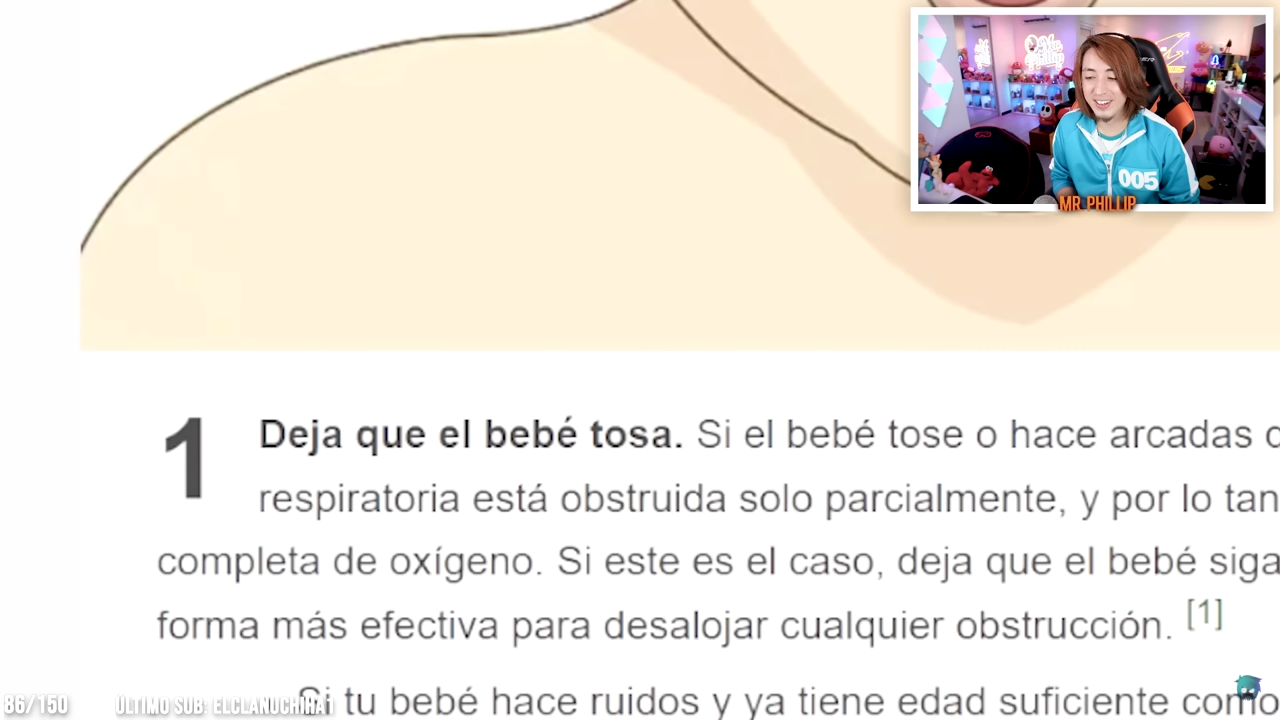 005
MR PHILLIP
1
Deja que el bebé tosa. Si el bebé tose o hace arcadas
respiratoria está obstruida solo parcialmente, y por lo tan
completa de oxígeno. Si este es el caso, deja que el bebé siga
forma más efectiva para desalojar cualquier obstrucción. [1]
Si tu bebé hace ruidos y ya tiene edad suficiente como
86/150
ÚLTIMO SUB: ELCLANUCHIHA1